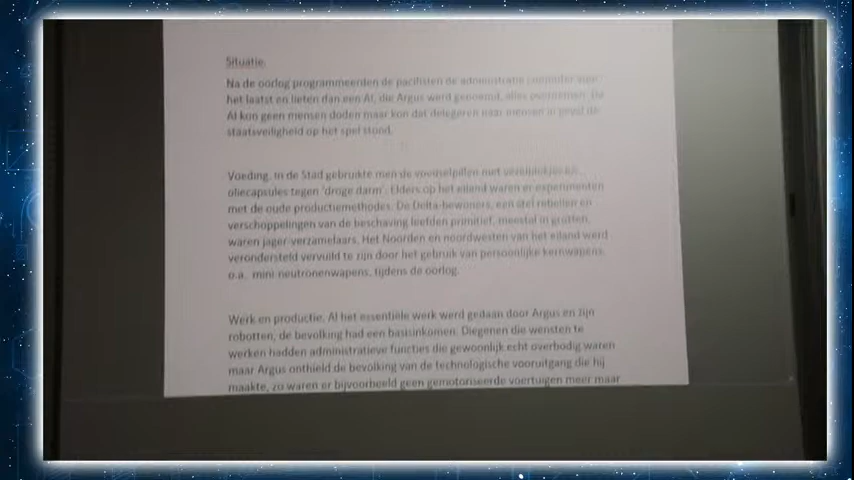 Situatie.
Na de oorlog programmeerden de pacifisten de administratie computer voor
het laatst en lieten dan een AI, die Argus werd genoemd, alles overnemen. De
AI kon geen mensen doden maar kon dat delegeren naar mensen in geval de
staatsveiligheid op het spel stond.
Voeding. In de Stad gebruikte men de voedselpillen met
oliecapsules tegen 'droge darm'. Elders op het eiland waren er experimenten
met de oude productiemethodes. De Delta-bewoners, een stel rebellen en
verschoppelingen van de beschaving leefden primitief, meestal in grotten,
waren jager-verzamelaars. Het Noorden en noordwesten van het eiland werd
verondersteld vervuild te zijn door het gebruik van persoonlijke kernwapens,
o.a. mini-neutronenwapens, tijdens de oorlog.
Werk en productie. Al het essentiële werk werd gedaan door Argus en zijn
robotten, de bevolking had een basisinkomen. Diegenen die wensten te
werken hadden administratieve functies die gewoonlijk echt overbodig waren
maar Argus onthield de bevolking van de technologische vooruitgang die hij
maakte, zo waren er bijvoorbeeld geen gemotoriseerde voertuigen meer maar